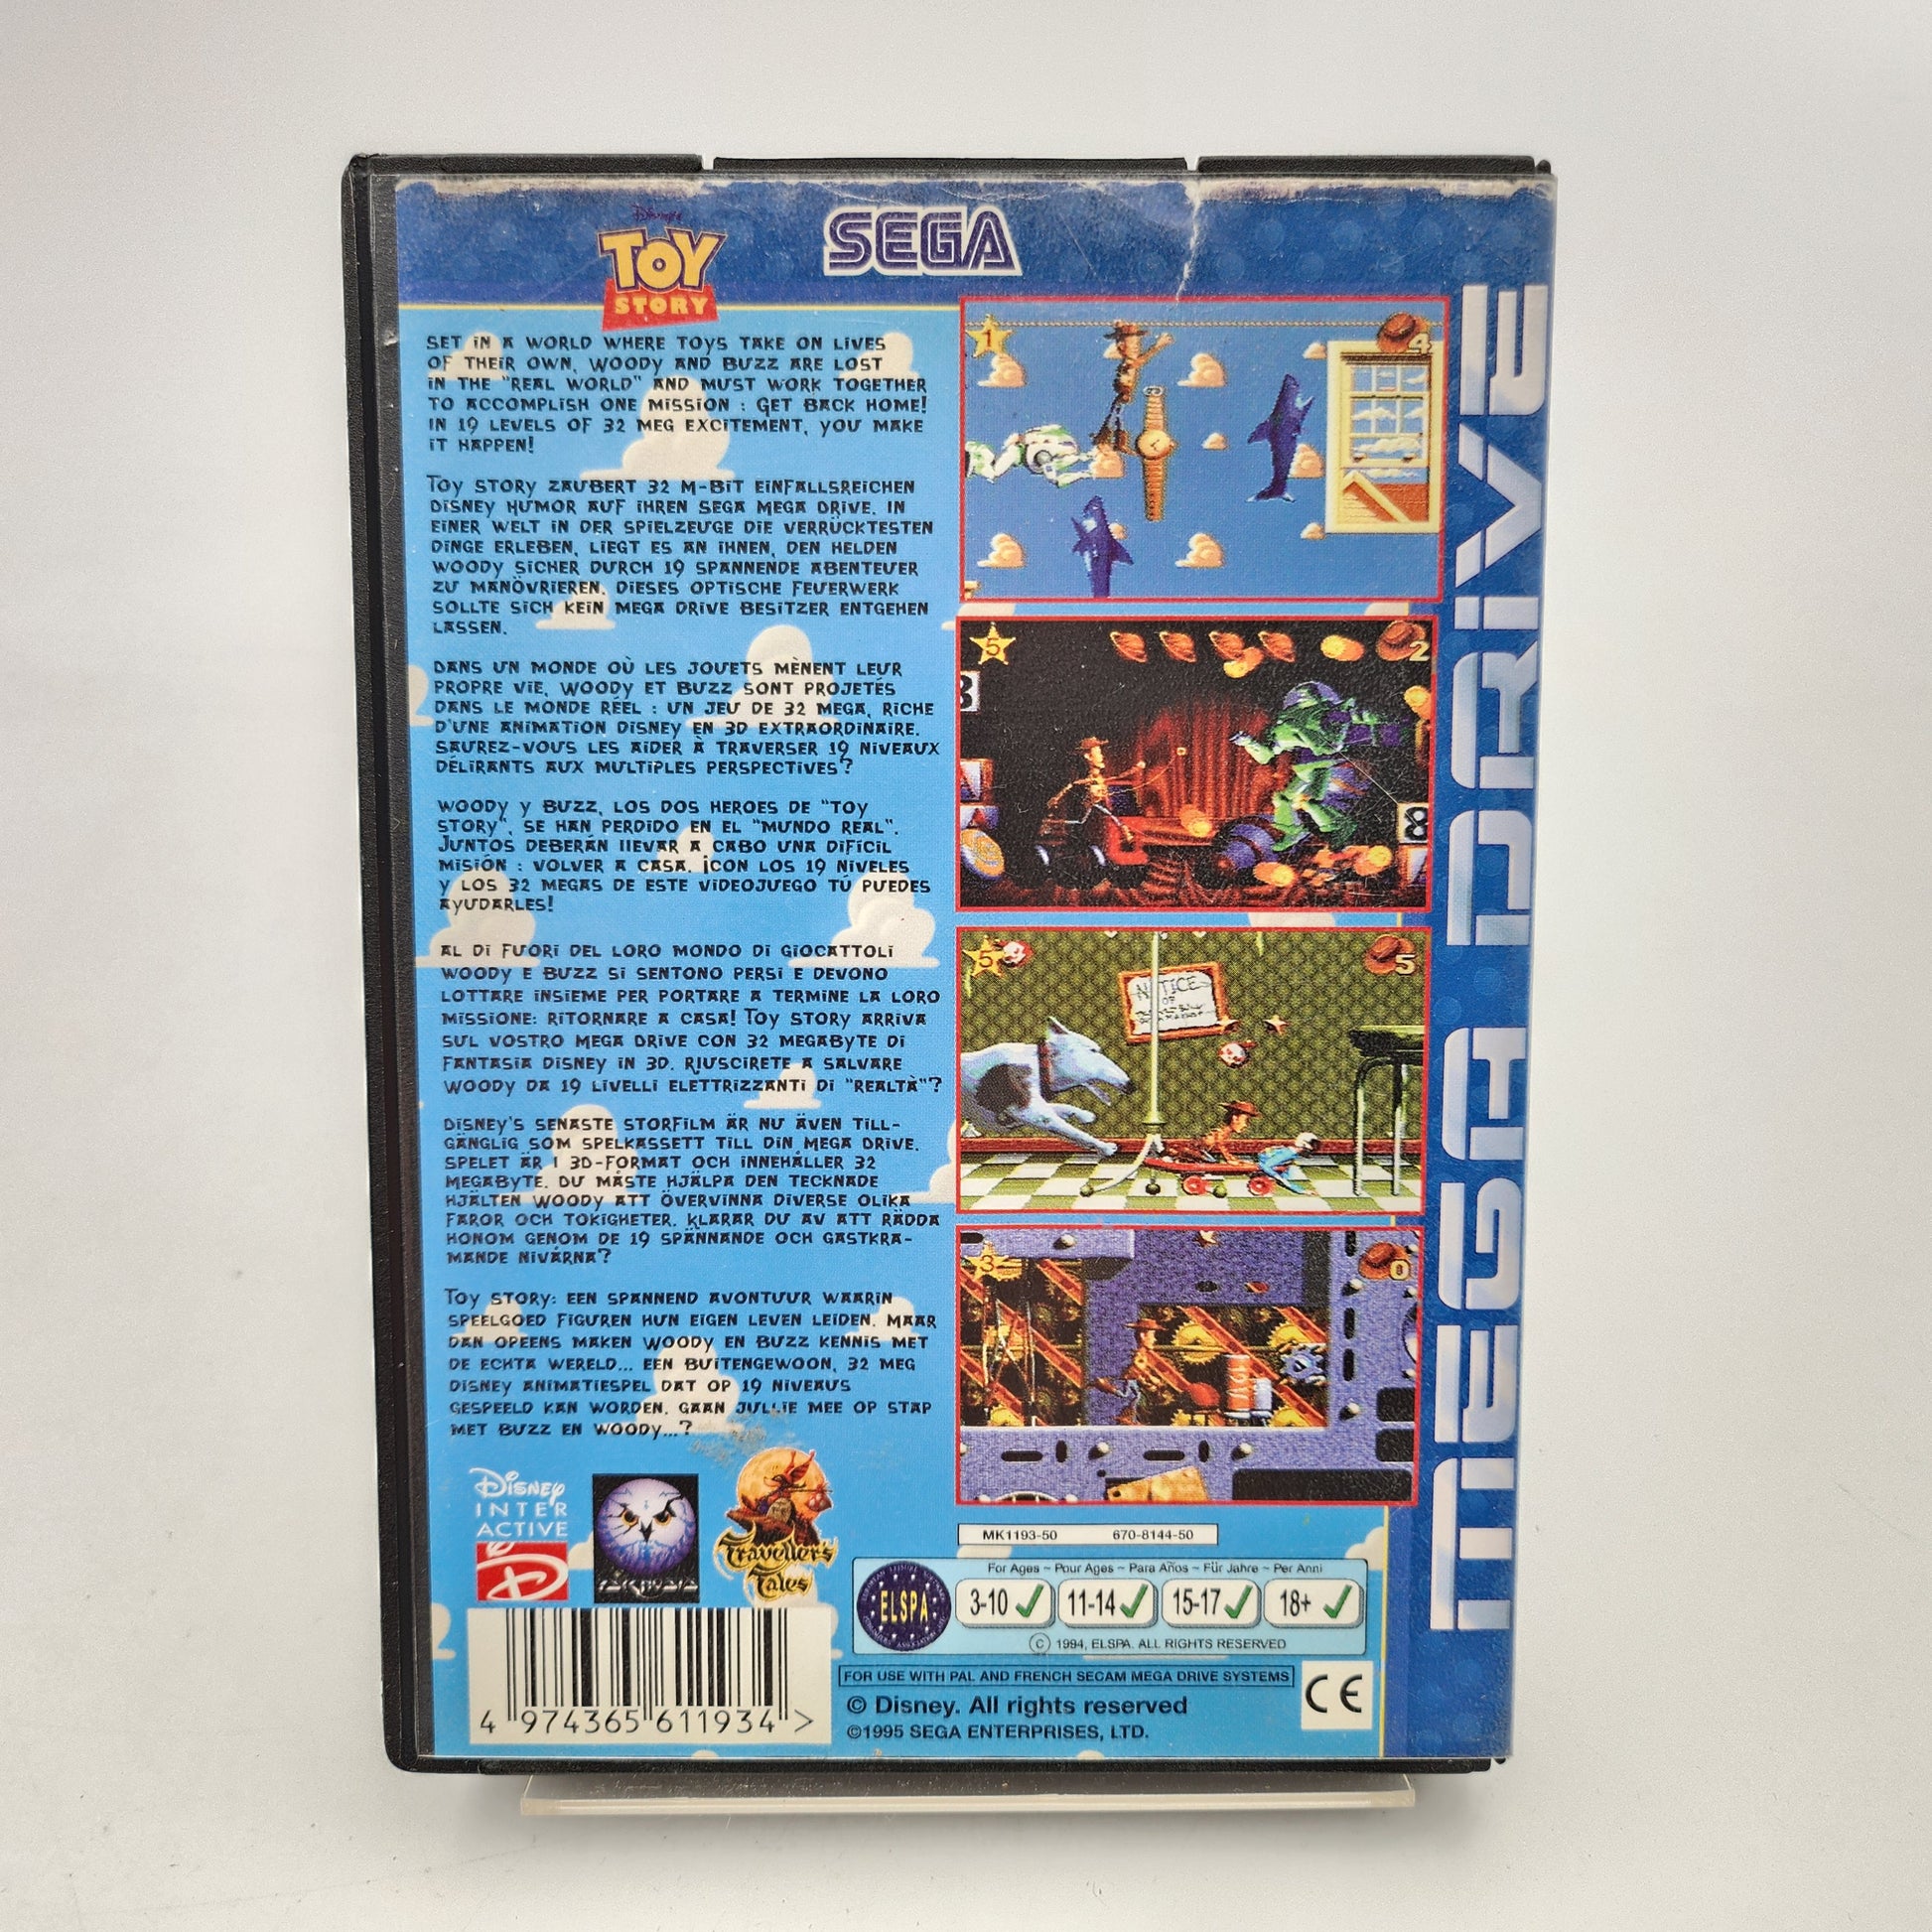 Disney's
TOY
STORY
SEGA
SET IN A WORLD WHERE TOYS TAKE ON LIVES
OF THEIR OWN, WOODY AND BUZZ ARE LOST
IN THE "REAL WORLD" AND MUST WORK TOGETHER
TO ACCOMPLISH ONE MISSION : GET BACK HOME!
IN 19 LEVELS OF 32 MEG EXCITEMENT, YOU MAKE
IT HAPPEN!
TOY STORY ZAUBERT 32 M-BIT EINFALLSREICHEN
DISNEY HUMOR AUF IHREN SEGA MEGA DRIVE. IN
EINER WELT IN DER SPIELZEUGE DIE VERRÜCKTESTEN
DINGE ERLEBEN, LIEGT ES AN IHNEN, DEN HELDEN
WOODY SICHER DURCH 19 SPANNENDE ABENTEUER
ZU MANÖVRIEREN. DIESES OPTISCHE FEUERWERK
SOLLTE SICH KEIN MEGA DRIVE BESITZER ENTGEHEN
LASSEN.
DANS UN MONDE OÙ LES JOUETS MÈNENT LEUR
PROPRE VIE, WOODY ET BUZZ SONT PROJETÉS
DANS LE MONDE RÉEL : UN JEU DE 32 MEGA, RICHE
D'UNE ANIMATION DISNEY EN 3D EXTRAORDINAIRE.
SAUREZ-VOUS LES AIDER À TRAVERSER 19 NIVEAUX
DÉLIRANTS AUX MULTIPLES PERSPECTIVES?
WOODY Y BUZZ, LOS DOS HEROES DE "TOY
STORY", SE HAN PERDIDO EN EL "MUNDO REAL".
JUNTOS DEBERÁN LLEVAR A CABO UNA DIFÍCIL
MISIÓN : VOLVER A CASA. ¡CON LOS 19 NIVELES
Y LOS 32 MEGAS DE ESTE VIDEOJUEGO TÚ PUEDES
AYUDARLES!
AL DI FUORI DEL LORO MONDO DI GIOCATTOLI
WOODY E BUZZ SI SENTONO PERSI E DEVONO
LOTTARE INSIEME PER PORTARE A TERMINE LA LORO
MISSIONE: RITORNARE A CASA! TOY STORY ARRIVA
SUL VOSTRO MEGA DRIVE CON 32 MEGABYTE DI
FANTASIA DISNEY IN 3D. RIUSCIRETE A SALVARE
WOODY DA 19 LIVELLI ELETTRIZZANTI DI "REALTÀ"?
DISNEY'S SENASTE STORFILM ÄR NU ÄVEN TILL-
GÄNGLIG SOM SPELKASSETT TILL DIN MEGA DRIVE.
SPELET ÄR I 3D-FORMAT OCH INNEHÅLLER 32
MEGABYTE. DU MÅSTE HJÄLPA DEN TECKNADE
HJÄLTEN WOODY ATT ÖVERVINNA DIVERSE OLIKA
FAROR OCH TOKIGHETER. KLARAR DU AV ATT RÄDDA
HONOM GENOM DE 19 SPÄNNANDE OCH GASTKRA-
MANDE NIVÅRNA?
TOY STORY: EEN SPANNEND AVONTUUR WAARIN
SPEELGOED FIGUREN HUN EIGEN LEVEN LEIDEN. MAAR
DAN OPEENS MAKEN WOODY EN BUZZ KENNIS MET
DE ECHTA WERELD... EEN BUITENGEWOON, 32 MEG
DISNEY ANIMATIESPEL DAT OP 19 NIVEAUS
GESPEELD KAN WORDEN. GAAN JULLIE MEE OP STAP
MET BUZZ EN WOODY...?
1
4
5
2
8
8
5
NOTICE
OF
5
3
0
MEGA DRIVE
DISNEY
INTER
ACTIVE
D
Traveller's
Tales
MK1193-50 670-8144-50
ELSPA
For Ages ~ Pour Ages ~ Para Años ~ Für Jahre ~ Per Anni
3-10 11-14 15-17 18+
© 1994, ELSPA. ALL RIGHTS RESERVED
FOR USE WITH PAL AND FRENCH SECAM MEGA DRIVE SYSTEMS
© Disney. All rights reserved
©1995 SEGA ENTERPRISES, LTD.
CE
4 974365 611934 >